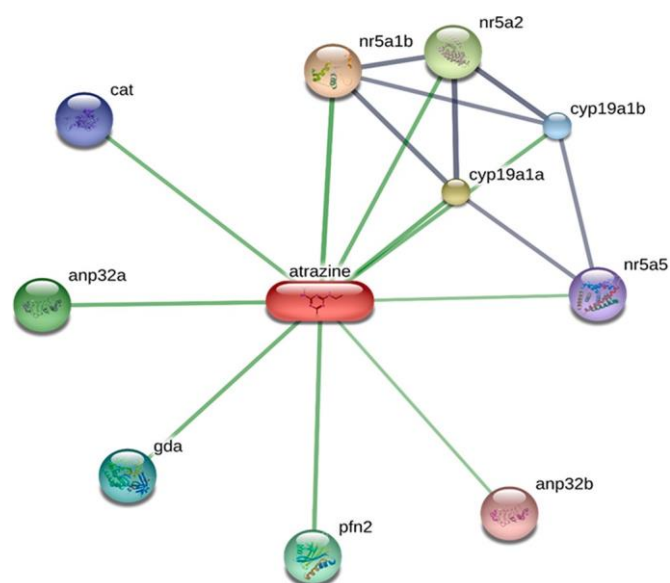 nr5a2
nr5a1b
cat
cyp19a1b
cyp19a1a
atrazine
nr5a5
anp32a
gda
anp32b
pfn2